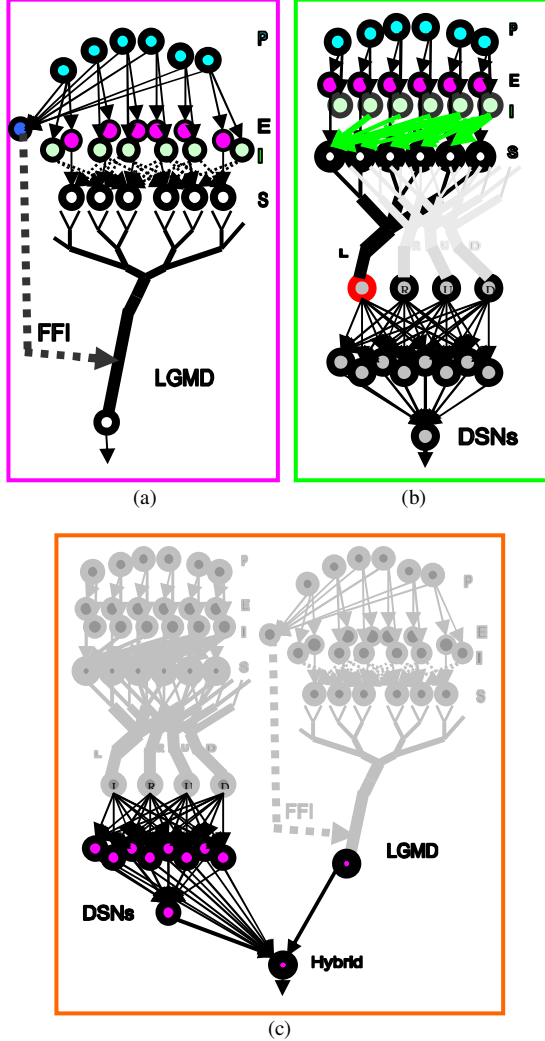 P
E
I
S
FFI
LGMD
(a)
P
E
I
S
L
R U D
R U D
DSNs
(b)
P
E
I
S
L R U D
L R U D
DSNs
P
E
I
S
FFI
LGMD
Hybrid
(c)